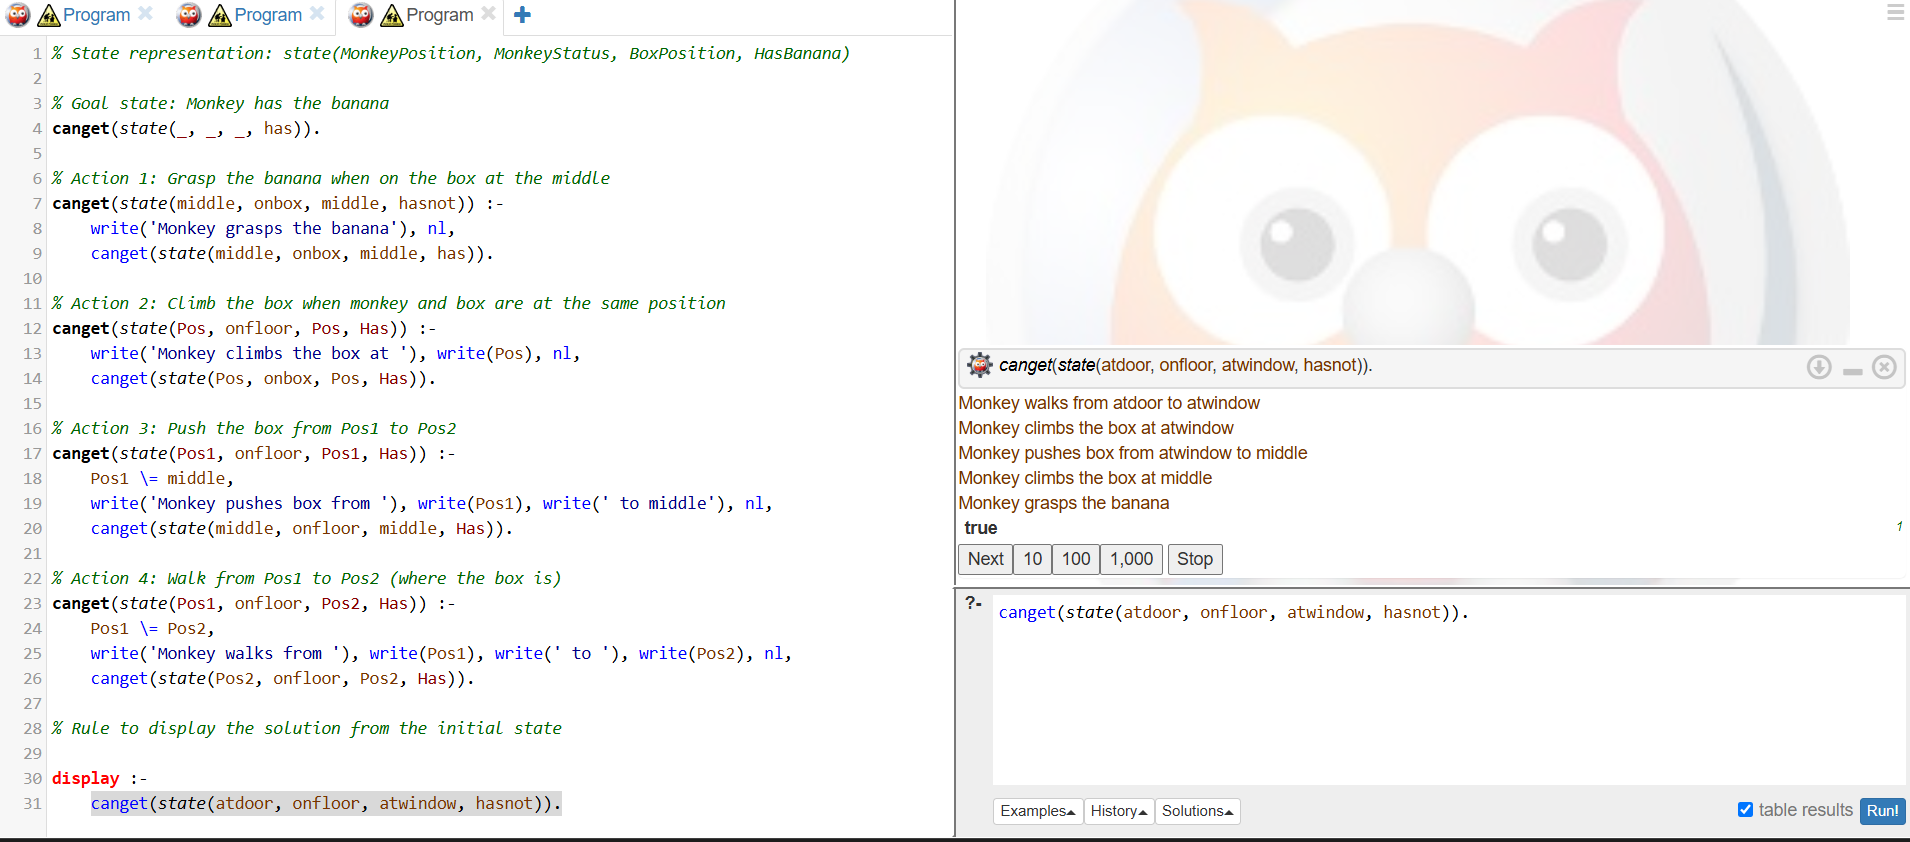 Program Program Program
1 % State representation: state(MonkeyPosition, MonkeyStatus, BoxPosition, HasBanana)
2
3 % Goal state: Monkey has the banana
4 canget(state(_, _, _, has)).
5
6 % Action 1: Grasp the banana when on the box at the middle
7 canget(state(middle, onbox, middle, hasnot)) :-
8 write('Monkey grasps the banana'), nl,
9 canget(state(middle, onbox, middle, has)).
10
11 % Action 2: Climb the box when monkey and box are at the same position
12 canget(state(Pos, onfloor, Pos, Has)) :-
13 write('Monkey climbs the box at '), write(Pos), nl,
14 canget(state(Pos, onbox, Pos, Has)).
15
16 % Action 3: Push the box from Pos1 to Pos2
17 canget(state(Pos1, onfloor, Pos1, Has)) :-
18 Pos1 \= middle,
19 write('Monkey pushes box from '), write(Pos1), write(' to middle'), nl,
20 canget(state(middle, onfloor, middle, Has)).
21
22 % Action 4: Walk from Pos1 to Pos2 (where the box is)
23 canget(state(Pos1, onfloor, Pos2, Has)) :-
24 Pos1 \= Pos2,
25 write('Monkey walks from '), write(Pos1), write(' to '), write(Pos2), nl,
26 canget(state(Pos2, onfloor, Pos2, Has)).
27
28 % Rule to display the solution from the initial state
29
30 display :-
31 canget(state(atdoor, onfloor, atwindow, hasnot)).
canget(state(atdoor, onfloor, atwindow, hasnot)).
Monkey walks from atdoor to atwindow
Monkey climbs the box at atwindow
Monkey pushes box from atwindow to middle
Monkey climbs the box at middle
Monkey grasps the banana
true 1
Next 10 100 1,000 Stop
?- canget(state(atdoor, onfloor, atwindow, hasnot)).
Examples History Solutions table results Run!